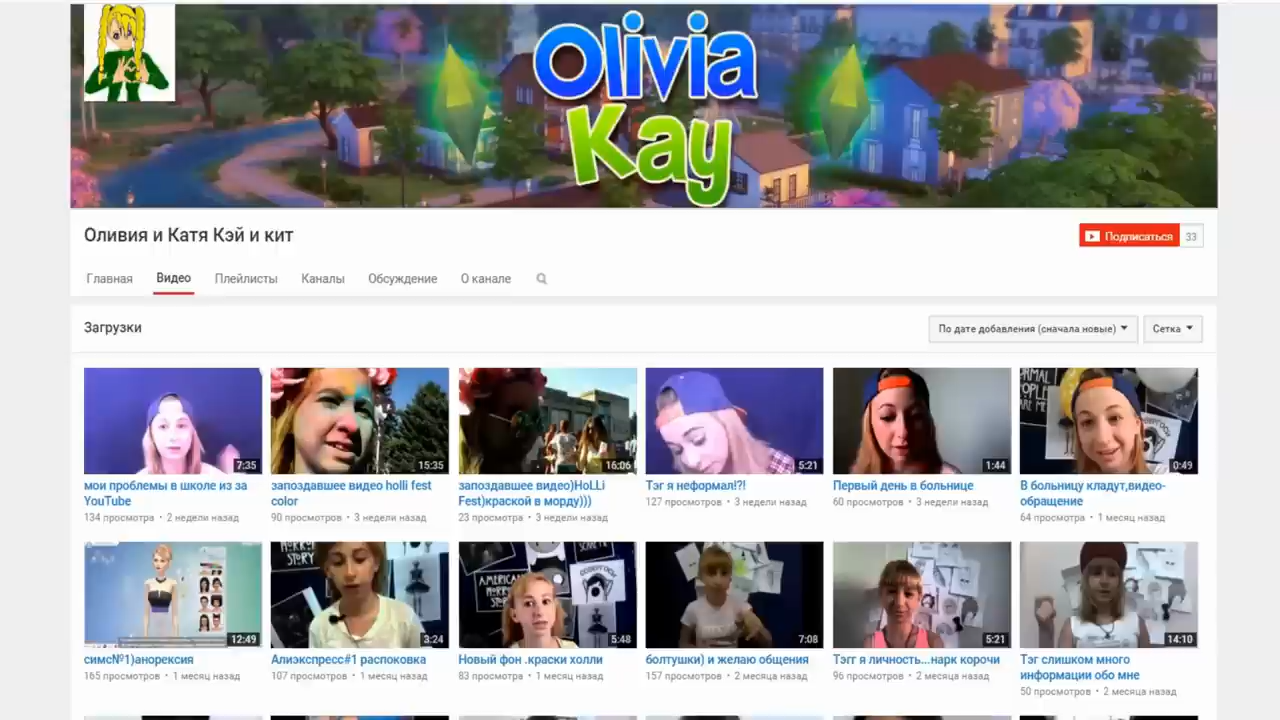 Olivia
Kay
Оливия и Катя Кэй и кит
Подписаться 33
Главная Видео Плейлисты Каналы Обсуждение О канале
Загрузки
По дате добавления (сначала новые) Сетка
7:35
15:35
16:06
5:21
1:44
0:49
мои проблемы в школе из за
YouTube
134 просмотра • 2 недели назад
запоздавшее видео holli fest
color
90 просмотров • 3 недели назад
запоздавшее видео)HoLLi
Fest)краской в морду)))
23 просмотра • 3 недели назад
Тэг я неформал!?!
127 просмотров • 3 недели назад
Первый день в больнице
60 просмотров • 3 недели назад
В больницу кладут,видео-
обращение
64 просмотра • 1 месяц назад
12:49
3:24
AMERICAN
HORROR
STORY
5:48
7:08
5:21
14:10
симс№1)анорексия
165 просмотров • 1 месяц назад
Алиэкспресс#1 распоковка
107 просмотров • 1 месяц назад
Новый фон .краски холли
83 просмотра • 1 месяц назад
болтушки) и желаю общения
157 просмотров • 2 месяца назад
Тэгг я личность...нарк корочи
96 просмотров • 2 месяца назад
Тэг слишком много
информации обо мне
50 просмотров • 2 месяца назад